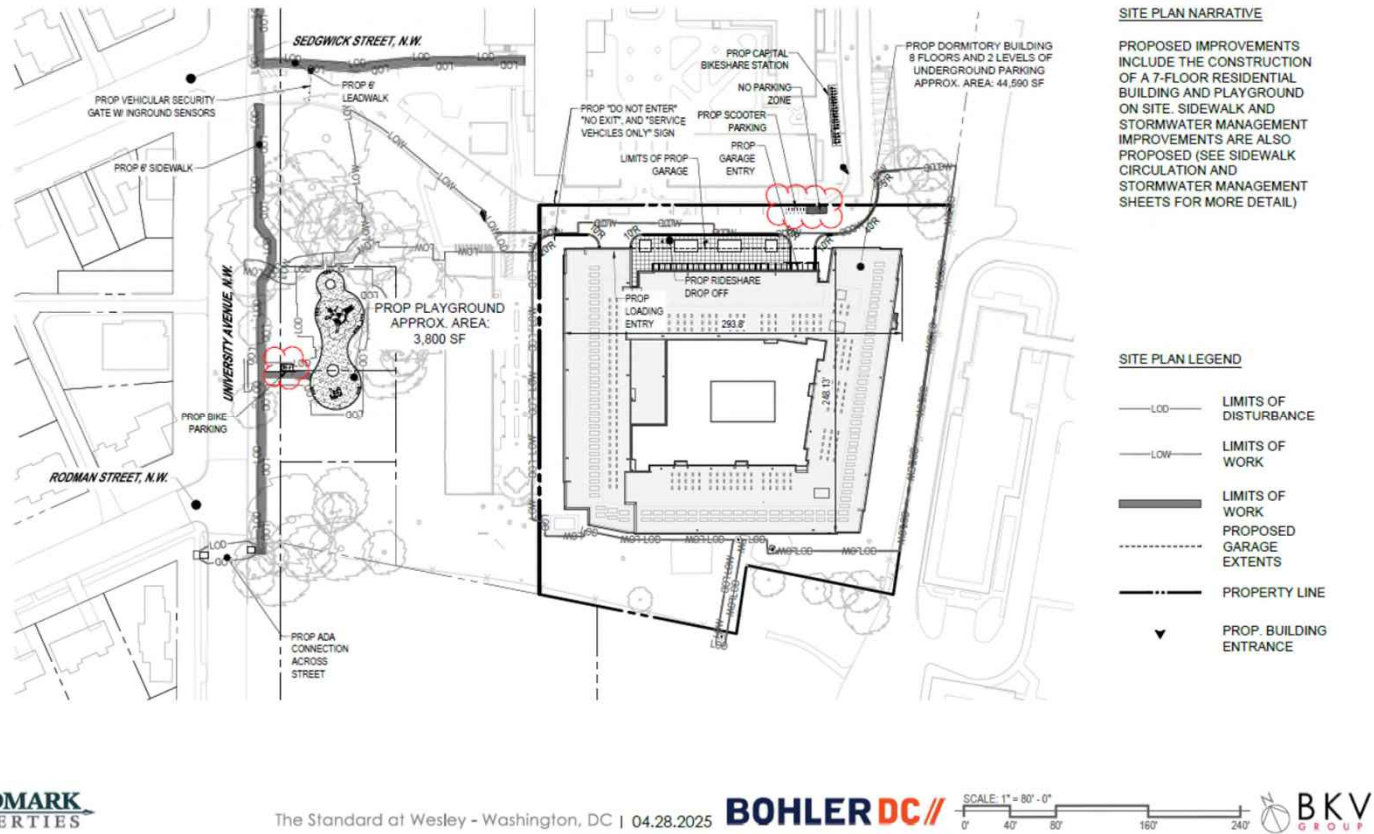 SEDGWICK STREET, N.W.
PROP VEHICULAR SECURITY
GATE W/ INGROUND SENSORS
PROP 6'
LEADWALK
PROP 6' SIDEWALK
UNIVERSITY AVENUE, N.W.
PROP BIKE
PARKING
RODMAN STREET, N.W.
PROP ADA
CONNECTION
ACROSS
STREET
PROP PLAYGROUND
APPROX. AREA:
3,800 SF
PROP "DO NOT ENTER"
"NO EXIT", AND "SERVICE
VEHCILES ONLY" SIGN
LIMITS OF PROP
GARAGE
PROP CAPITAL
BIKESHARE STATION
NO PARKING
ZONE
PROP SCOOTER
PARKING
PROP
GARAGE
ENTRY
PROP DORMITORY BUILDING
8 FLOORS AND 2 LEVELS OF
UNDERGROUND PARKING
APPROX. AREA: 44,590 SF
PROP RIDESHARE
DROP OFF
PROP
LOADING
ENTRY
293.8'
248.13'
SITE PLAN NARRATIVE
PROPOSED IMPROVEMENTS
INCLUDE THE CONSTRUCTION
OF A 7-FLOOR RESIDENTIAL
BUILDING AND PLAYGROUND
ON SITE. SIDEWALK AND
STORMWATER MANAGEMENT
IMPROVEMENTS ARE ALSO
PROPOSED (SEE SIDEWALK
CIRCULATION AND
STORMWATER MANAGEMENT
SHEETS FOR MORE DETAIL)
SITE PLAN LEGEND
LOD LIMITS OF
DISTURBANCE
LOW LIMITS OF
WORK
LIMITS OF
WORK
PROPOSED
GARAGE
EXTENTS
PROPERTY LINE
PROP. BUILDING
ENTRANCE
The Standard at Wesley - Washington, DC | 04.28.2025
BOHLER DC//
SCALE: 1" = 80' - 0"
0' 40' 80' 160' 240'
BKV
GROUP